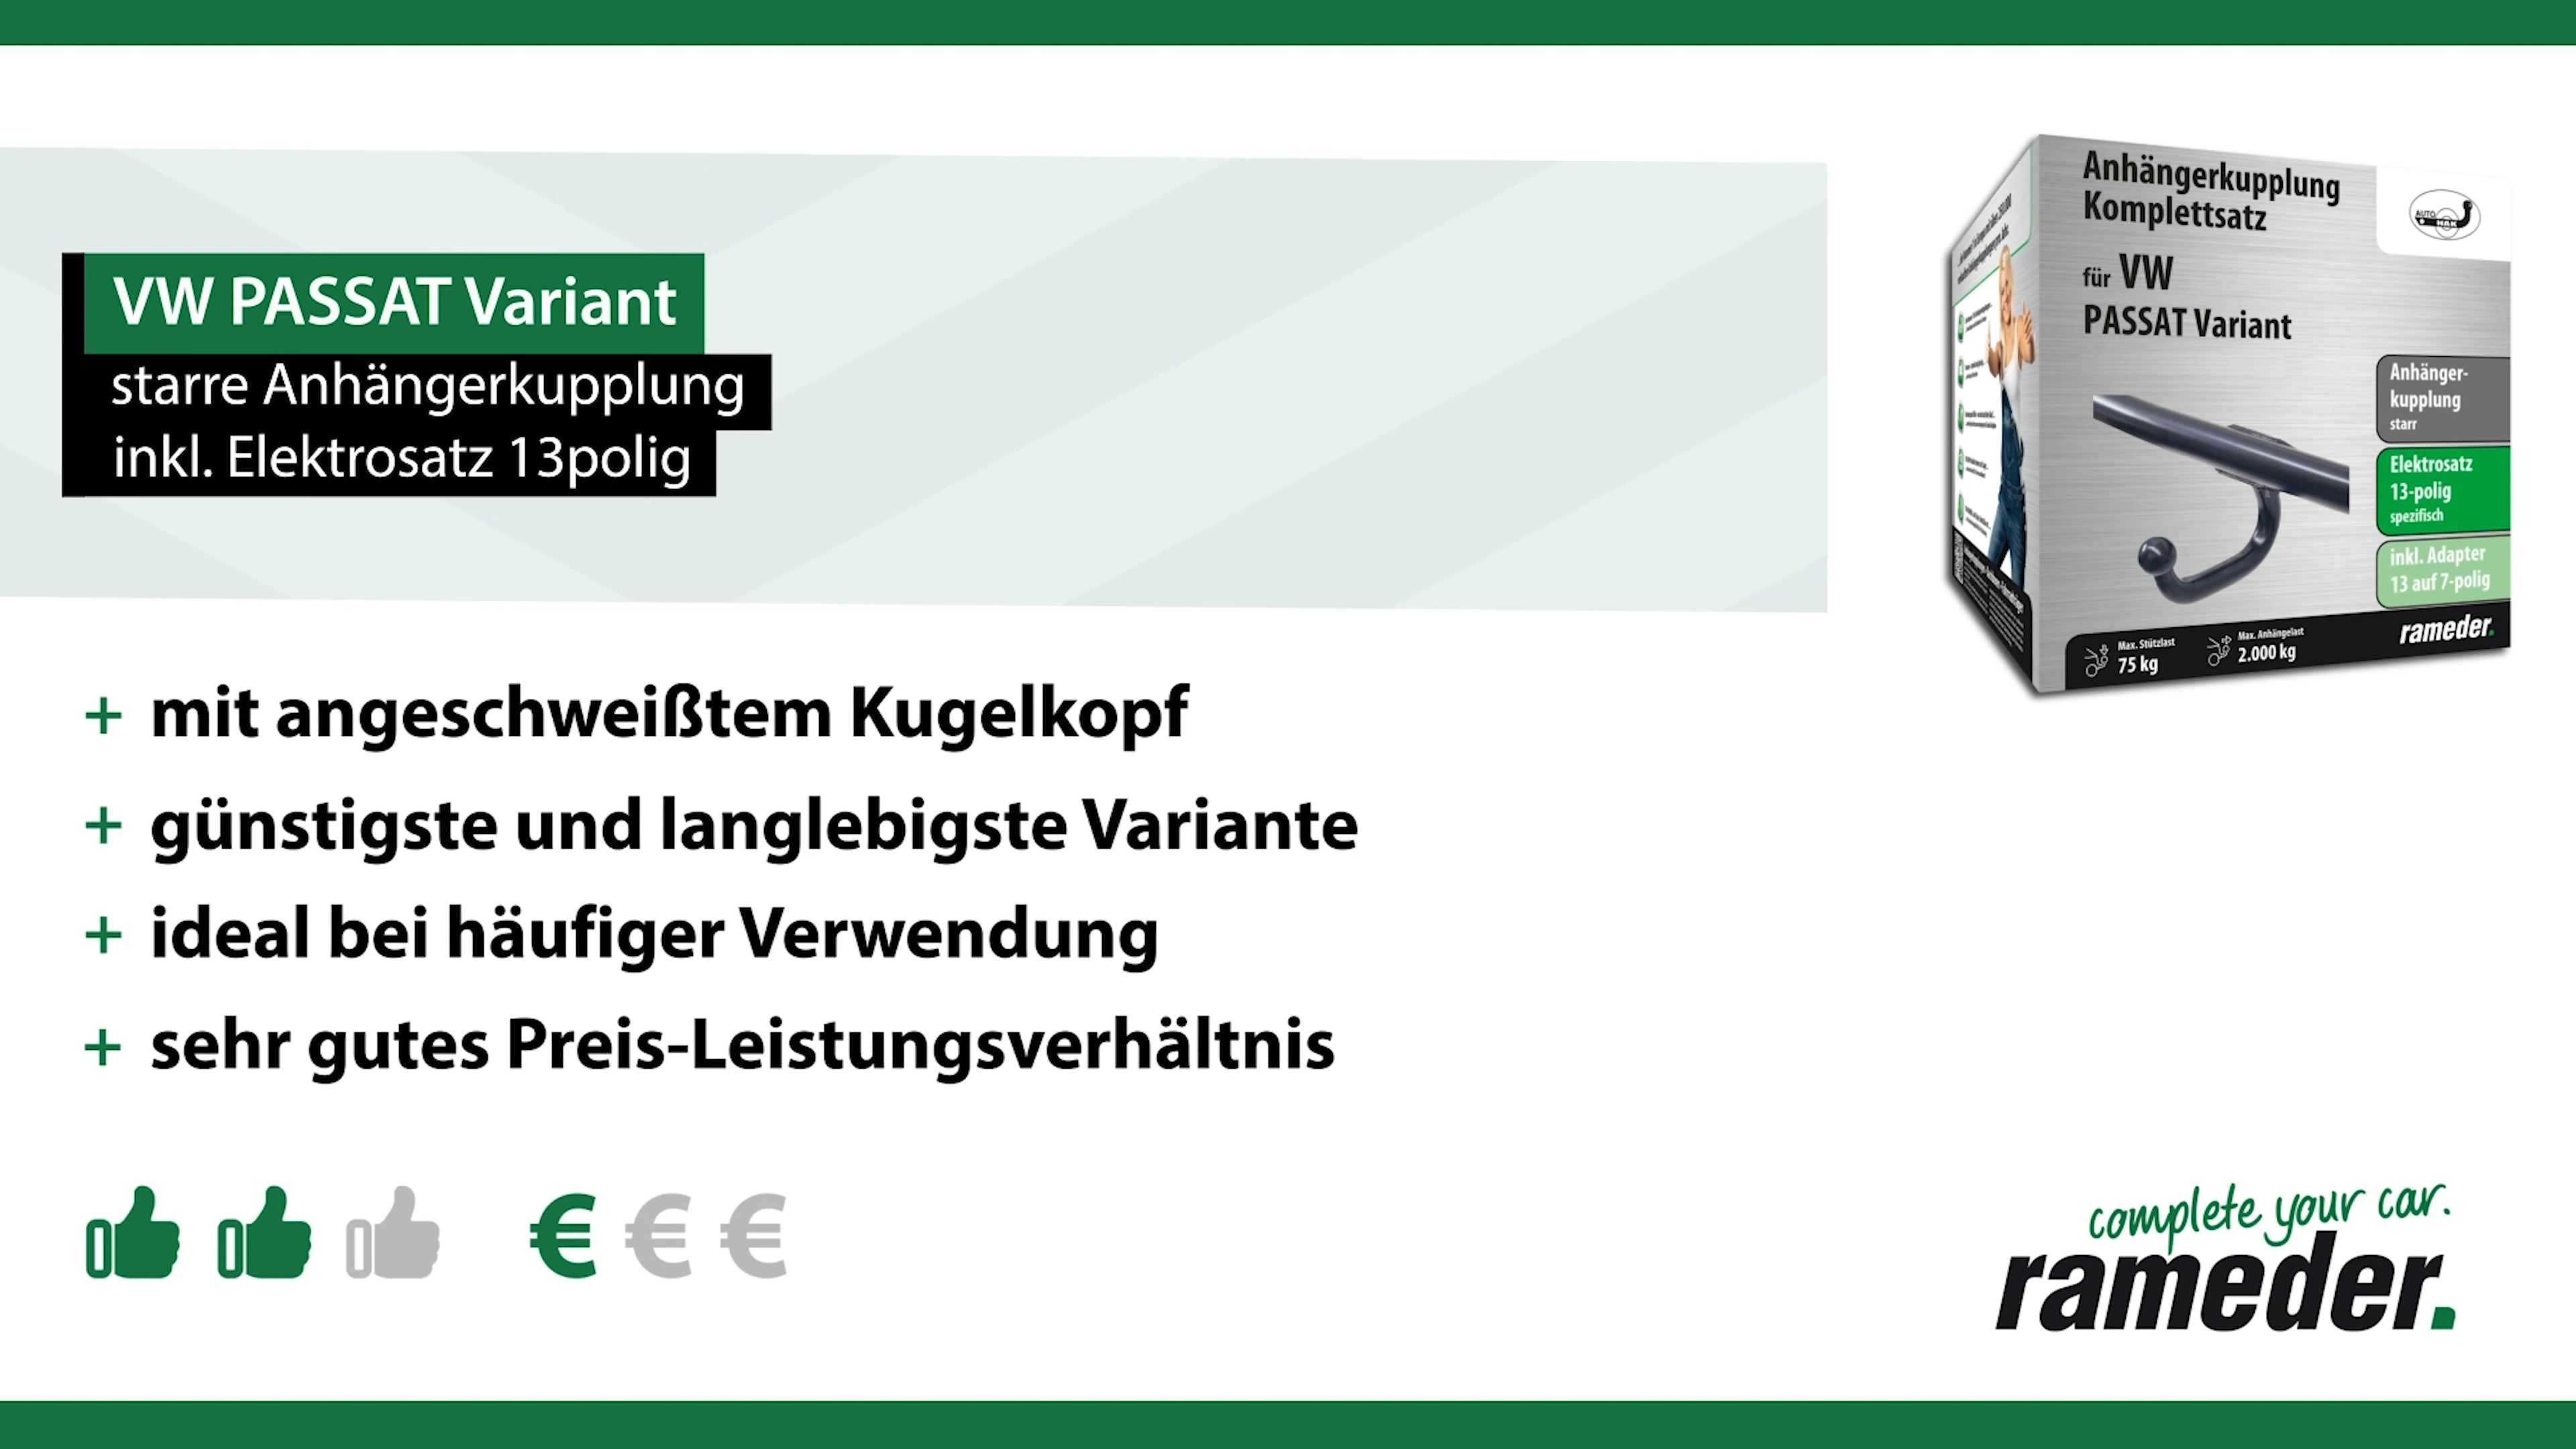 VW PASSAT Variant
starre Anhängerkupplung
inkl. Elektrosatz 13polig
Anhängerkupplung
Komplettsatz
für VW
PASSAT Variant
AUTO
HAK
Anhänger-
kupplung
starr
Elektrosatz
13-polig
spezifisch
inkl. Adapter
13 auf 7-polig
Max. Stützlast
75 kg
Max. Anhängelast
2.000 kg
rameder.
+ mit angeschweißtem Kugelkopf
+ günstigste und langlebigste Variante
+ ideal bei häufiger Verwendung
+ sehr gutes Preis-Leistungsverhältnis
€ € €
complete your car.
rameder.